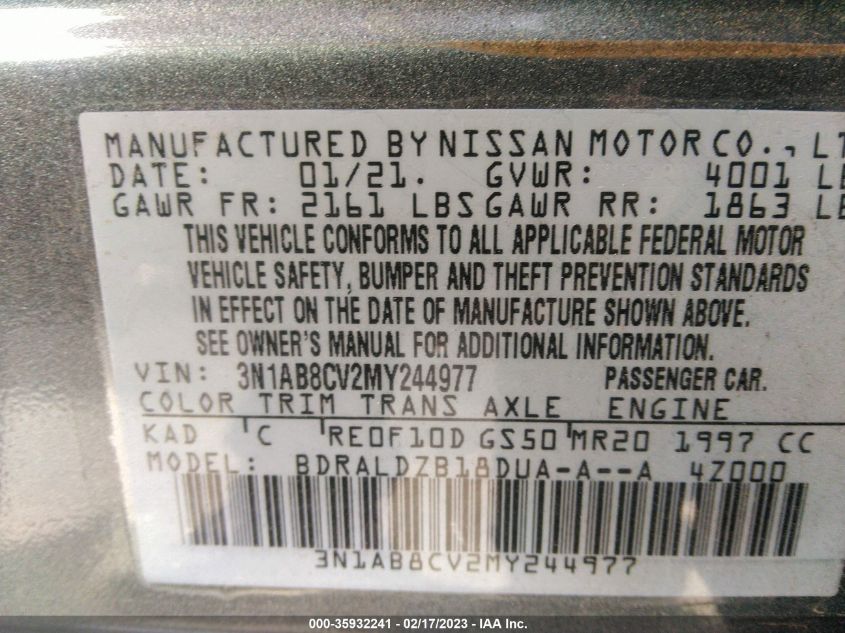 MANUFACTURED BY NISSAN MOTOR CO., LT
DATE: 01/21. GVWR: 4001 LB
GAWR FR: 2161 LBS GAWR RR: 1863 LB
THIS VEHICLE CONFORMS TO ALL APPLICABLE FEDERAL MOTOR
VEHICLE SAFETY, BUMPER AND THEFT PREVENTION STANDARDS
IN EFFECT ON THE DATE OF MANUFACTURE SHOWN ABOVE.
SEE OWNER'S MANUAL FOR ADDITIONAL INFORMATION.
VIN: 3N1AB8CV2MY244977 PASSENGER CAR.
COLOR TRIM TRANS AXLE ENGINE
KAD 'C 'RE0F10D GS50 'MR20 1997 CC
MODEL: BDRALDZB18DUA-A--A 4Z000
3N1AB8CV2MY244977
000-35932241 - 02/17/2023 - IAA Inc.